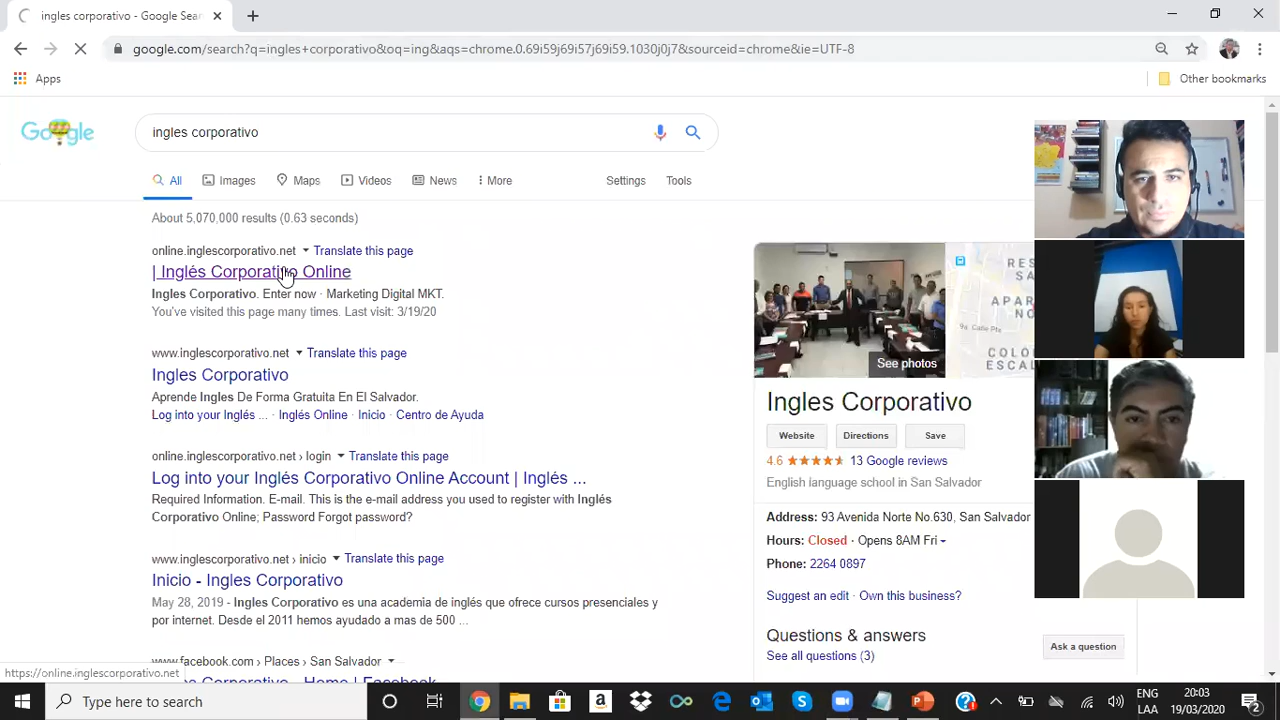 ingles corporativo - Google Sear
google.com/search?q=ingles+corporativo&oq=ing&aqs=chrome.0.69i59j69i57j69i59.1030j0j7&sourceid=chrome&ie=UTF-8
Apps
Other bookmarks
Google
ingles corporativo
All
Images
Maps
Videos
News
More
Settings
Tools
About 5,070,000 results (0.63 seconds)
online.inglescorporativo.net Translate this page
| Inglés Corporativo Online
Ingles Corporativo. Enter now · Marketing Digital MKT.
You've visited this page many times. Last visit: 3/19/20
www.inglescorporativo.net Translate this page
Ingles Corporativo
Aprende Ingles De Forma Gratuita En El Salvador.
Log into your Inglés ... · Inglés Online · Inicio · Centro de Ayuda
online.inglescorporativo.net › login Translate this page
Log into your Inglés Corporativo Online Account | Inglés ...
Required Information. E-mail. This is the e-mail address you used to register with Inglés
Corporativo Online; Password Forgot password?
www.inglescorporativo.net › inicio Translate this page
Inicio - Ingles Corporativo
May 28, 2019 - Ingles Corporativo es una academia de inglés que ofrece cursos presenciales y
por internet. Desde el 2011 hemos ayudado a mas de 500 ...
www.facebook.com › Places › San Salvador
Corporativo - Home | Facebook
See photos
Ingles Corporativo
Website
Directions
Save
4.6 13 Google reviews
English language school in San Salvador
Address: 93 Avenida Norte No.630, San Salvador
Hours: Closed · Opens 8AM Fri
Phone: 2264 0897
Suggest an edit · Own this business?
Questions & answers
See all questions (3)
Ask a question
https://online.inglescorporativo.net
Type here to search
ENG
LAA
20:03
19/03/2020
2